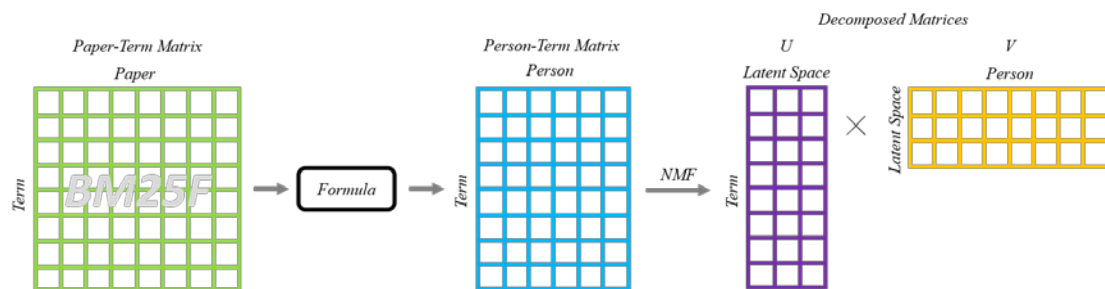 Decomposed Matrices
Paper-Term Matrix
Person-Term Matrix
U
V
Paper
Person
Latent Space
Person
Term
BM25F
Formula
Term
NMF
Term
Latent Space